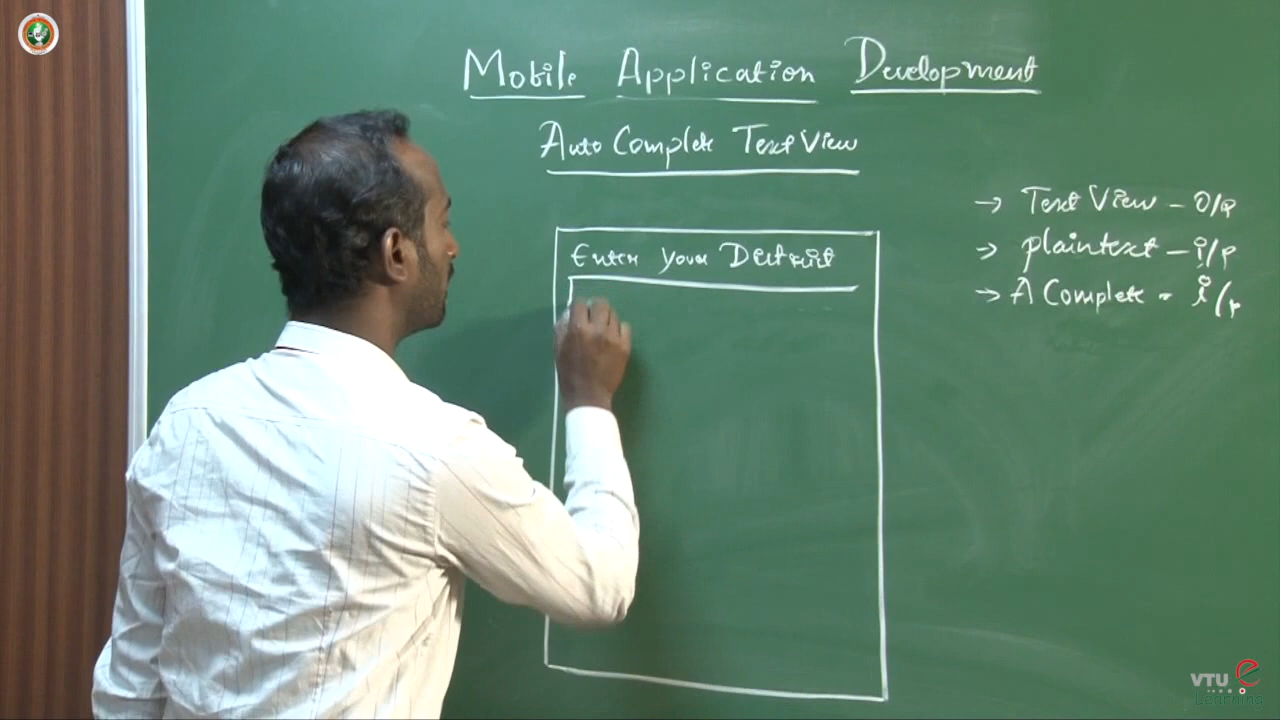 Mobile Application Development
Auto Complete Text View
Enter your District
→ Text View - O/P
→ plaintext - i/p
→ A Complete - i/p
VTU e
Learning